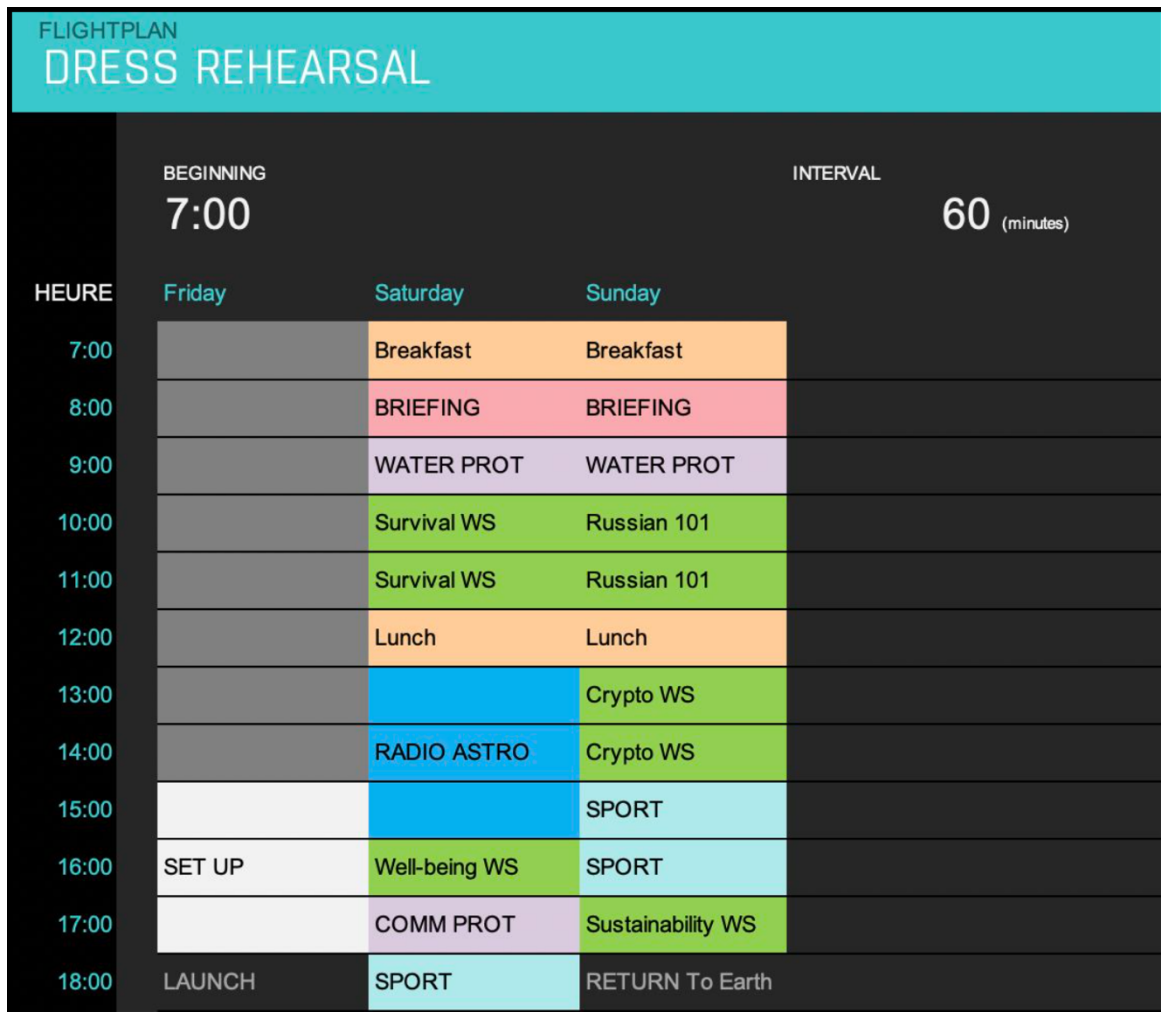 FLIGHTPLAN
DRESS REHEARSAL
BEGINNING INTERVAL
7:00 60 (minutes)
HEURE Friday Saturday Sunday
7:00 Breakfast Breakfast
8:00 BRIEFING BRIEFING
9:00 WATER PROT WATER PROT
10:00 Survival WS Russian 101
11:00 Survival WS Russian 101
12:00 Lunch Lunch
13:00 Crypto WS
14:00 RADIO ASTRO Crypto WS
15:00 SPORT
16:00 SET UP Well-being WS SPORT
17:00 COMM PROT Sustainability WS
18:00 LAUNCH SPORT RETURN To Earth